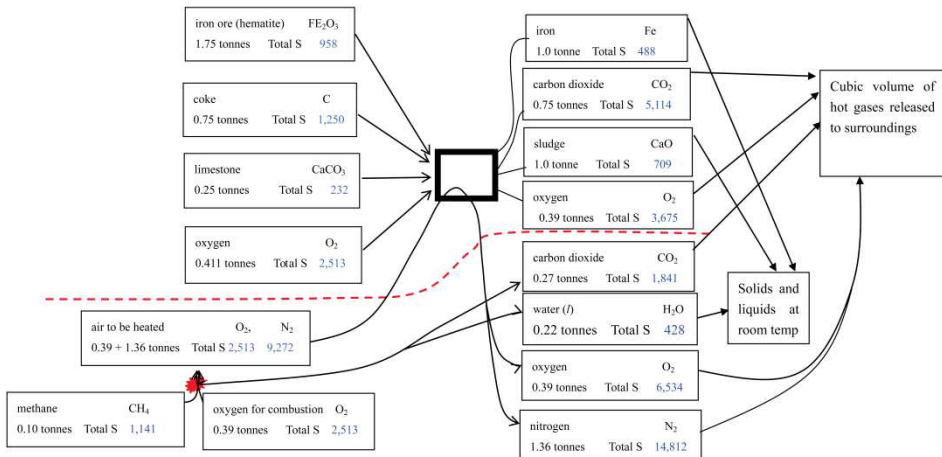 iron ore (hematite) FE₂O₃
1.75 tonnes Total S 958
coke C
0.75 tonnes Total S 1,250
limestone CaCO₃
0.25 tonnes Total S 232
oxygen O₂
0.411 tonnes Total S 2,513
air to be heated O₂, N₂
0.39 + 1.36 tonnes Total S 2,513 9,272
methane CH₄
0.10 tonnes Total S 1,141
oxygen for combustion O₂
0.39 tonnes Total S 2,513
iron Fe
1.0 tonne Total S 488
carbon dioxide CO₂
0.75 tonnes Total S 5,114
sludge CaO
1.0 tonne Total S 709
oxygen O₂
0.39 tonnes Total S 3,675
carbon dioxide CO₂
0.27 tonnes Total S 1,841
water (l) H₂O
0.22 tonnes Total S 428
oxygen O₂
0.39 tonnes Total S 6,534
nitrogen N₂
1.36 tonnes Total S 14,812
Cubic volume of
hot gases released
to surroundings
Solids and
liquids at
room temp